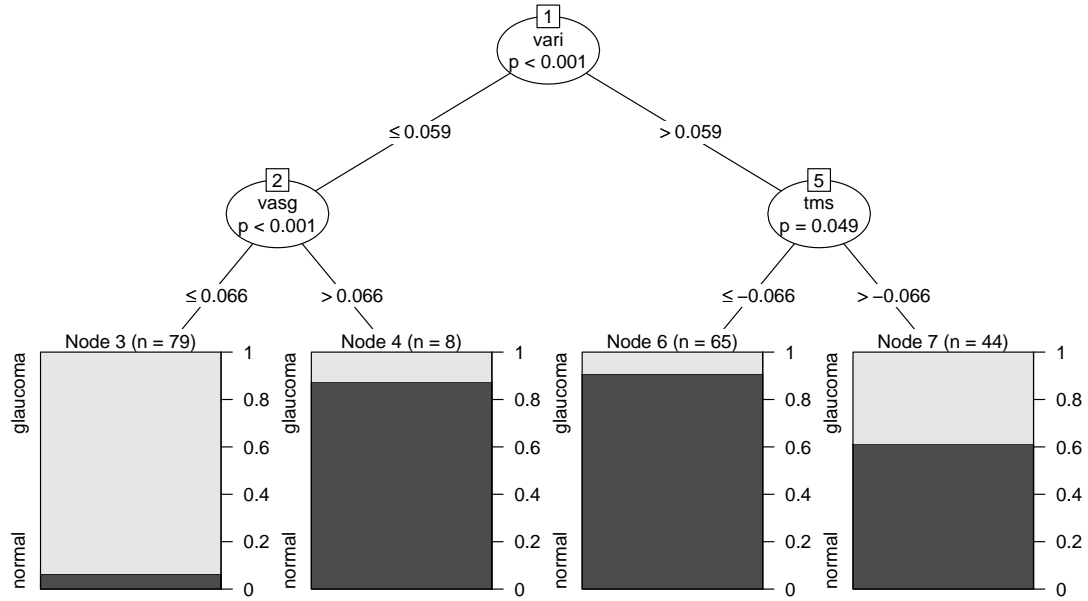 1
vari
p < 0.001
≤ 0.059
> 0.059
2
vasg
p < 0.001
5
tms
p = 0.049
≤ 0.066
> 0.066
≤ −0.066
> −0.066
Node 3 (n = 79)
glaucoma
normal
1
0.8
0.6
0.4
0.2
0
Node 4 (n = 8)
glaucoma
normal
1
0.8
0.6
0.4
0.2
0
Node 6 (n = 65)
glaucoma
normal
1
0.8
0.6
0.4
0.2
0
Node 7 (n = 44)
glaucoma
normal
1
0.8
0.6
0.4
0.2
0